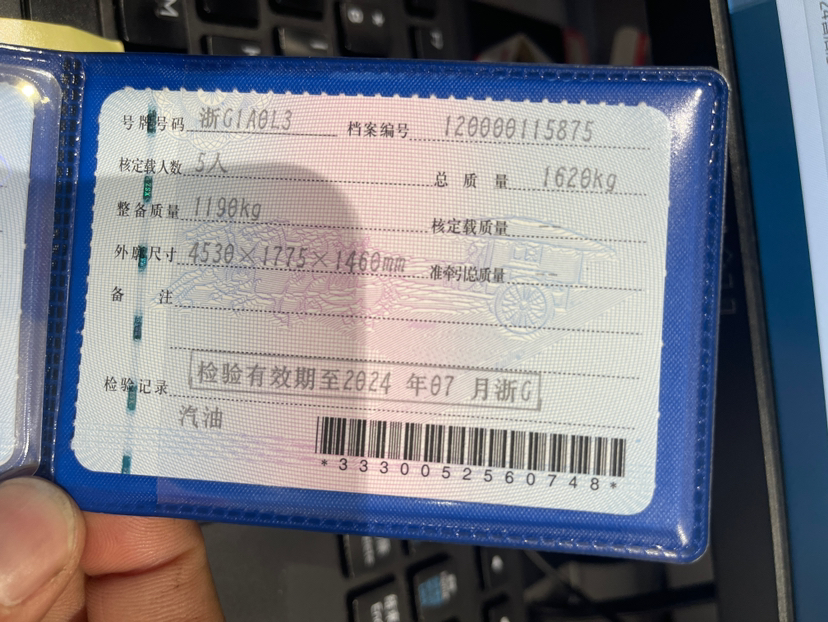 号牌号码 浙G1A0L3 档案编号 120000115875
核定载人数 5人 总质量 1620kg
整备质量 1190kg 核定载质量 --
外廓尺寸 4530×1775×1460mm 准牵引总质量 --
备 注
检验记录 检验有效期至2024 年07 月浙G
汽油
*3330052560748*